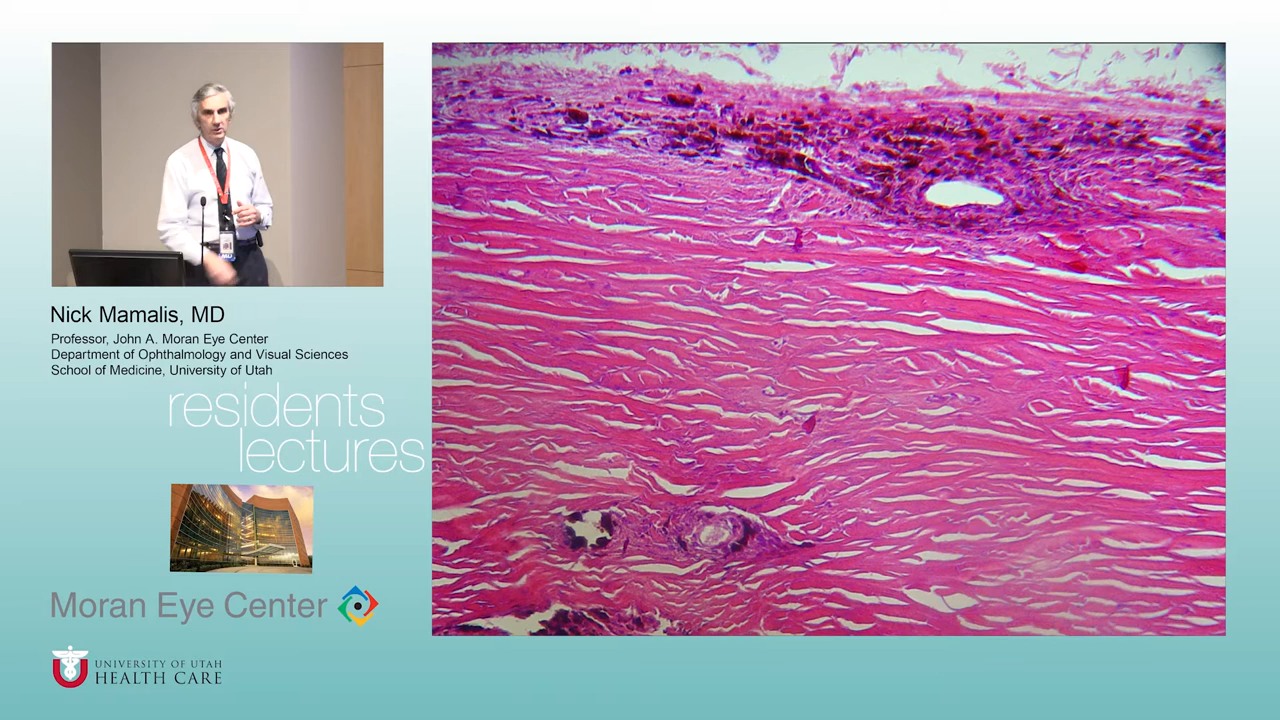 Nick Mamalis, MD
Professor, John A. Moran Eye Center
Department of Ophthalmology and Visual Sciences
School of Medicine, University of Utah
residents
lectures
Moran Eye Center
UNIVERSITY OF UTAH
HEALTH CARE